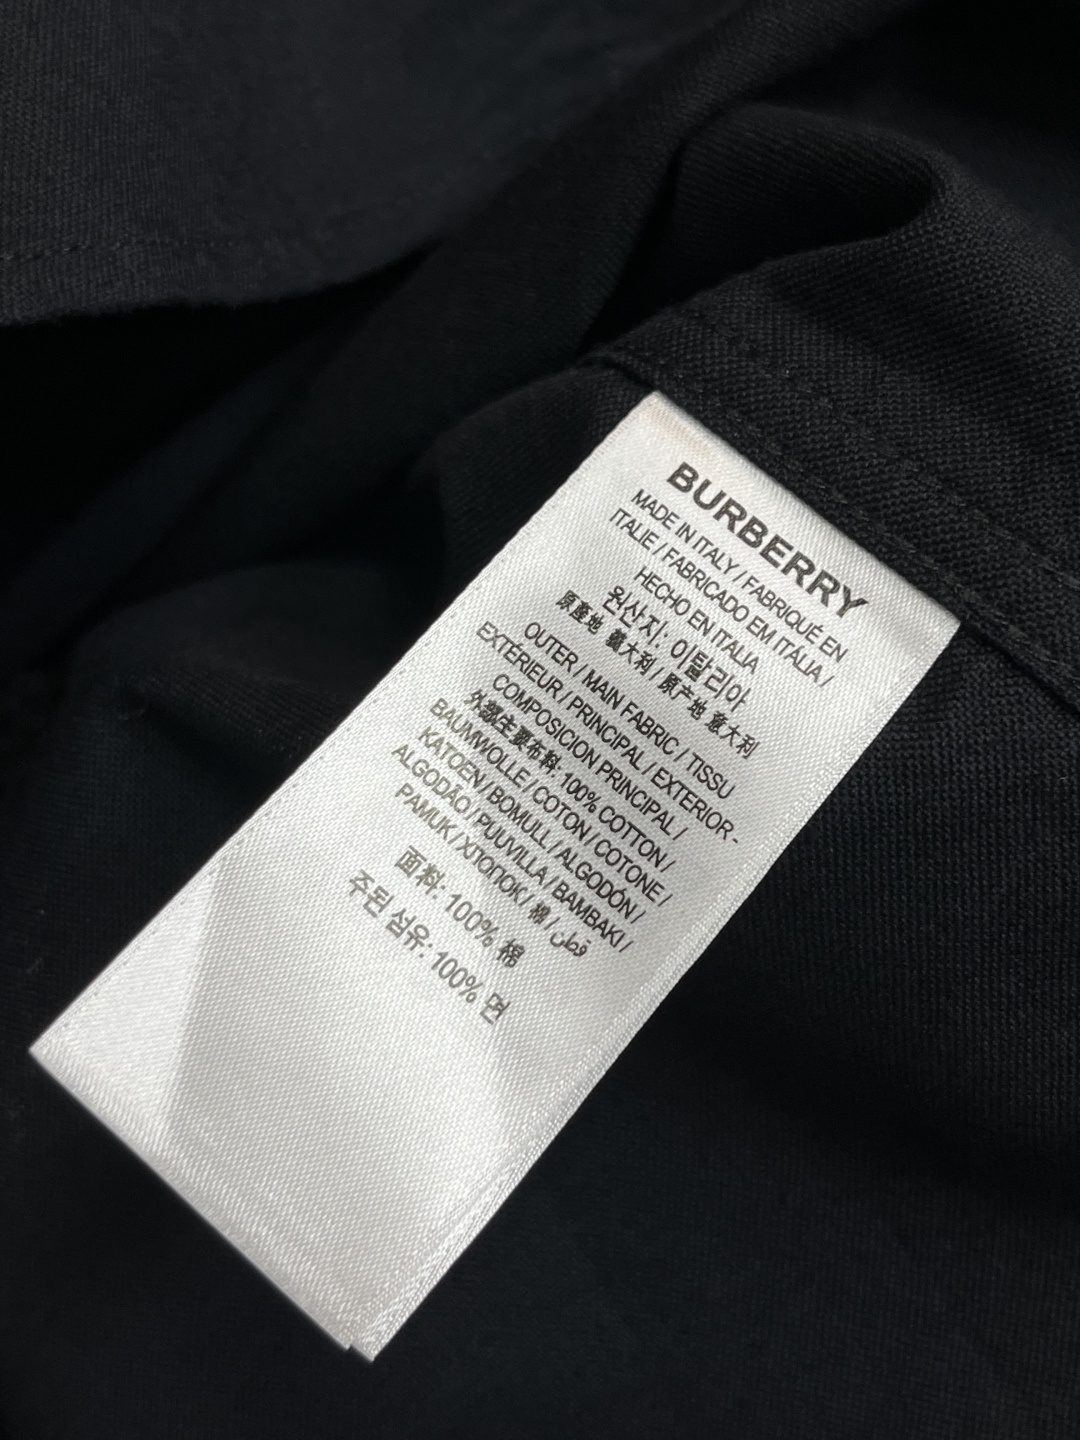 BURBERRY
MADE IN ITALY / FABRIQUÉ EN
ITALIE / FABRICADO EM ITÁLIA /
HECHO EN ITALIA
원산지: 이탈리아
原產地 意大利 / 原产地 意大利
OUTER / MAIN FABRIC / TISSU
EXTÉRIEUR / PRINCIPAL / EXTERIOR -
COMPOSICION PRINCIPAL /
外層主要布料: 100% COTTON /
BAUMWOLLE / COTON / COTONE /
KATOEN / BOMULL / ALGODÓN /
ALGODÃO / PUUVILLA / BAMBAKI /
PAMUK / ХЛОПОК / 棉 / قطن
面料: 100% 棉
주된 섬유: 100% 면